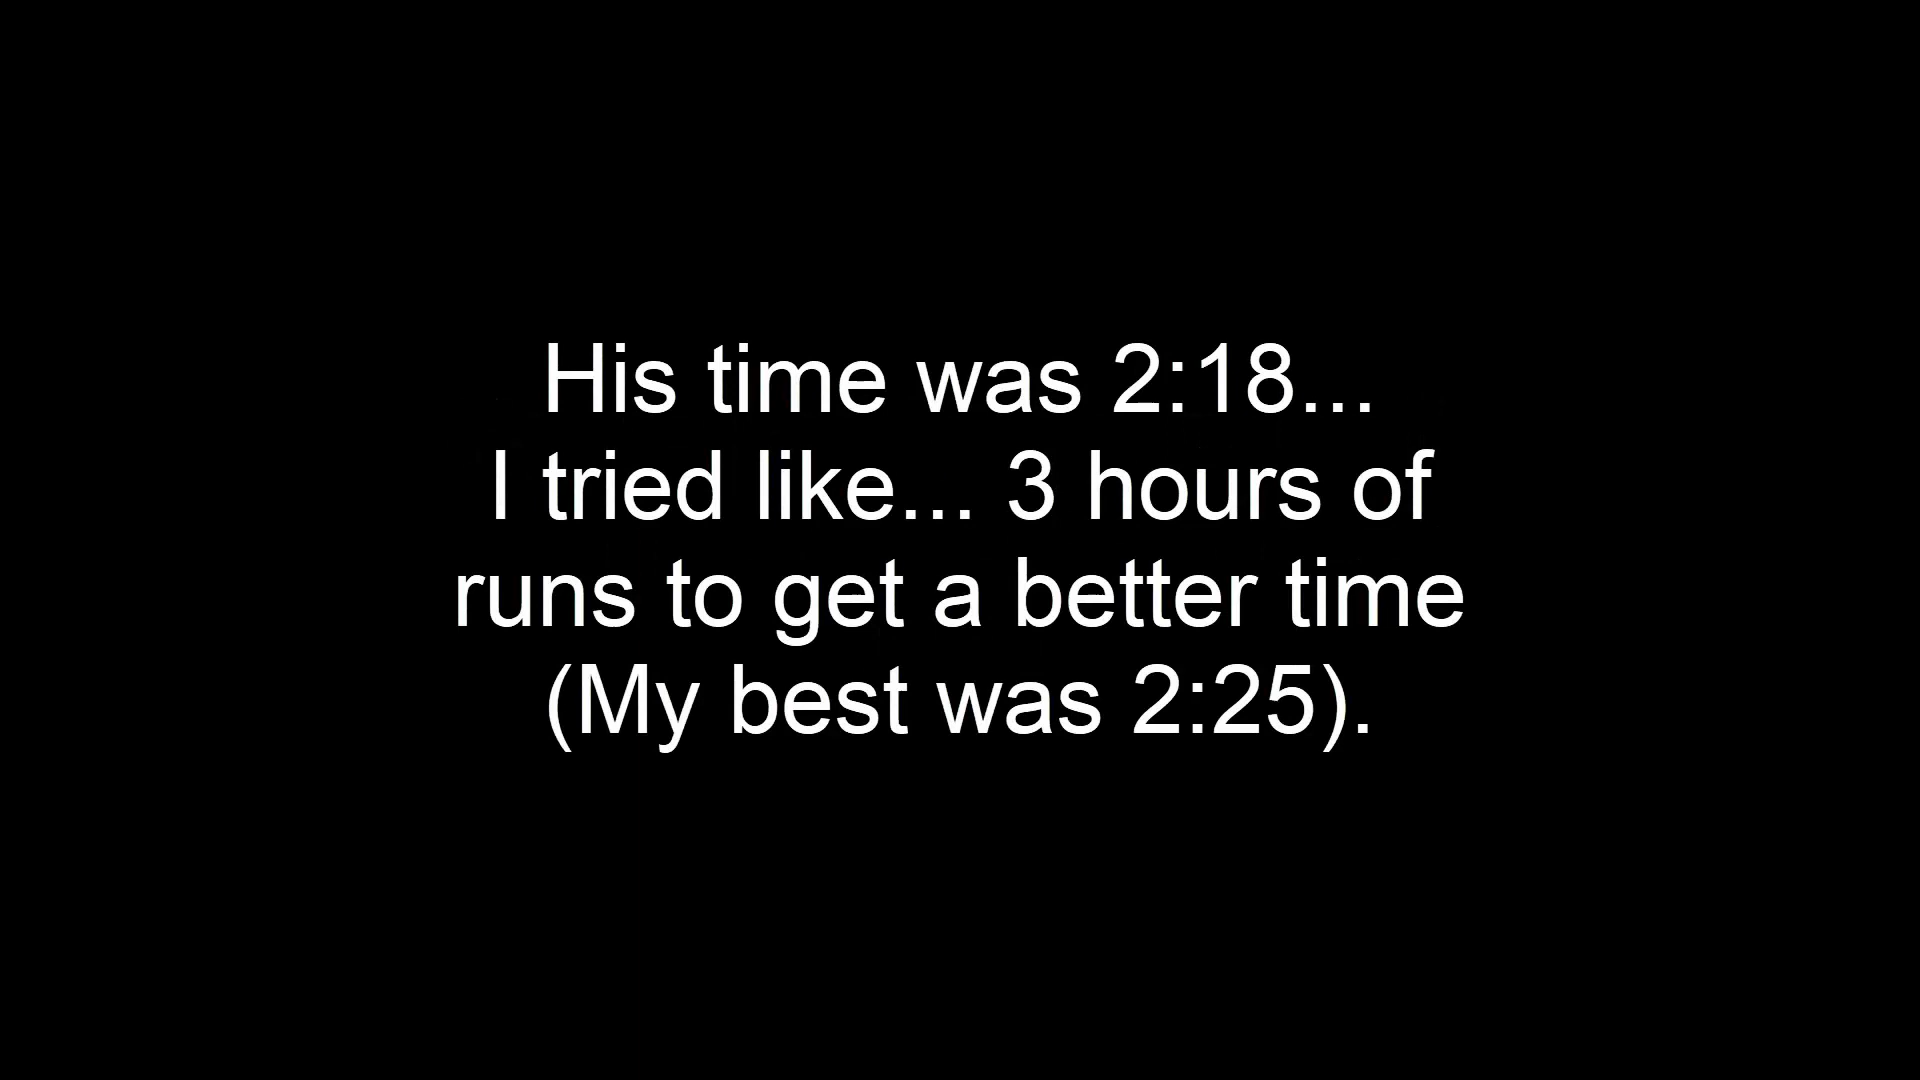 His time was 2:18...
I tried like... 3 hours of
runs to get a better time
(My best was 2:25).